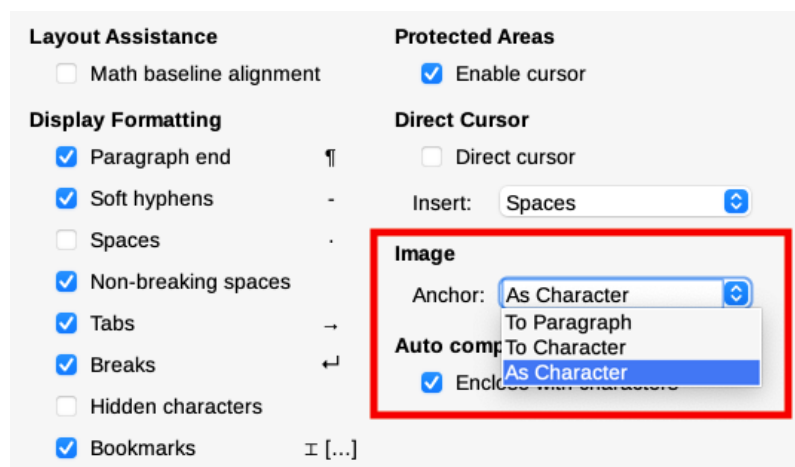 Layout Assistance
Math baseline alignment
Display Formatting
Paragraph end ¶
Soft hyphens -
Spaces ·
Non-breaking spaces
Tabs →
Breaks ↵
Hidden characters
Bookmarks ⌶ [...]
Protected Areas
Enable cursor
Direct Cursor
Direct cursor
Insert: Spaces
Image
Anchor: As Character
To Paragraph
To Character
As Character
Auto comp
with characters